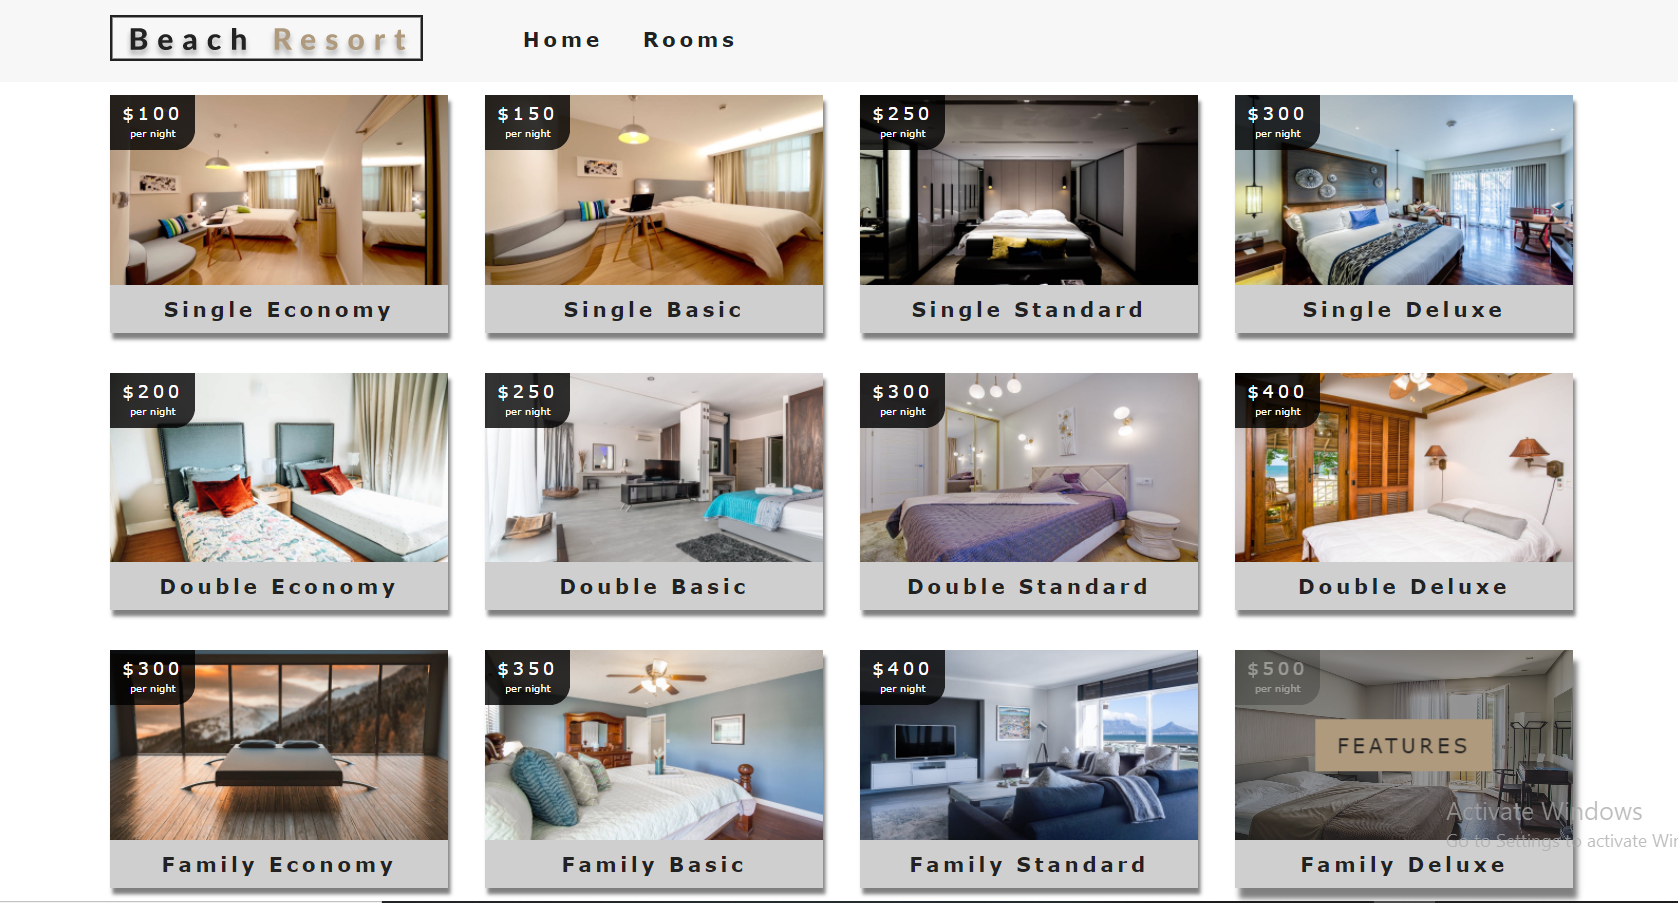 Beach Resort
Home
Rooms
$100
per night
$150
per night
$250
per night
$300
per night
Single Economy
Single Basic
Single Standard
Single Deluxe
$200
per night
$250
per night
$300
per night
$400
per night
Double Economy
Double Basic
Double Standard
Double Deluxe
$300
per night
$350
per night
$400
per night
$500
per night
FEATURES
Activate Windows
Go to Settings to activate Win
Family Economy
Family Basic
Family Standard
Family Deluxe